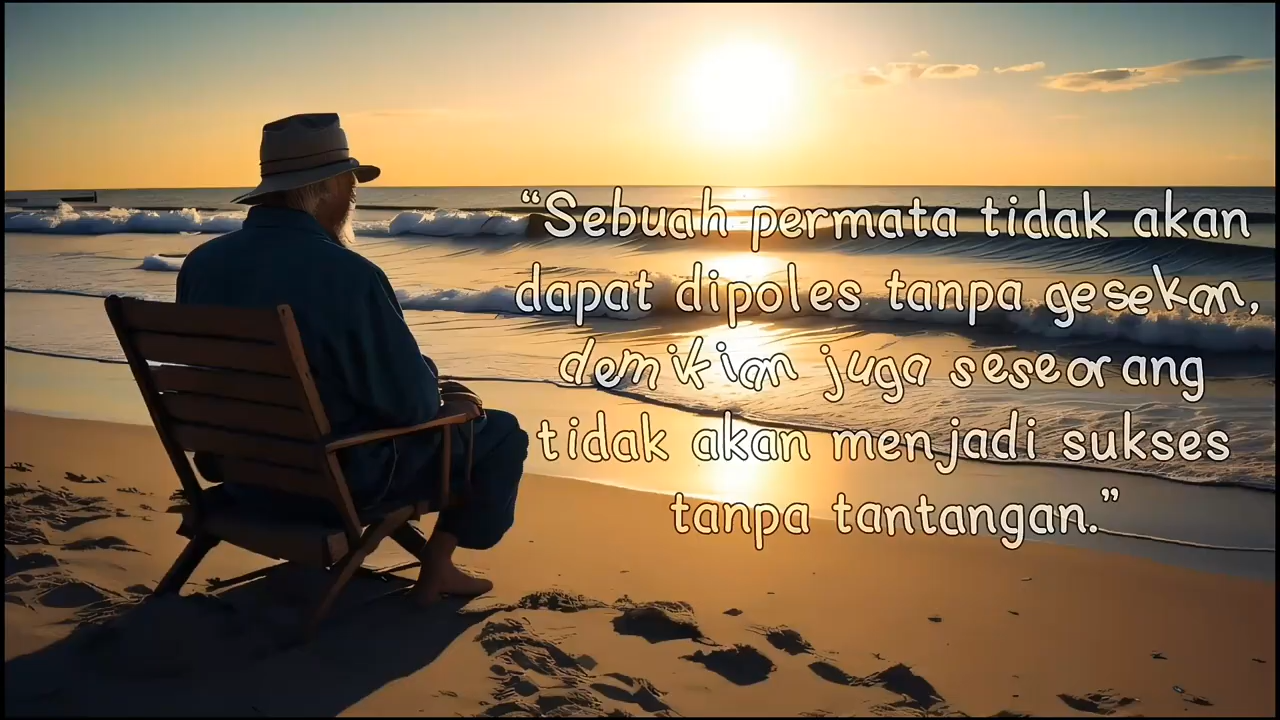 “Sebuah permata tidak akan
dapat dipoles tanpa gesekan,
demikian juga seseorang
tidak akan menjadi sukses
tanpa tantangan.”